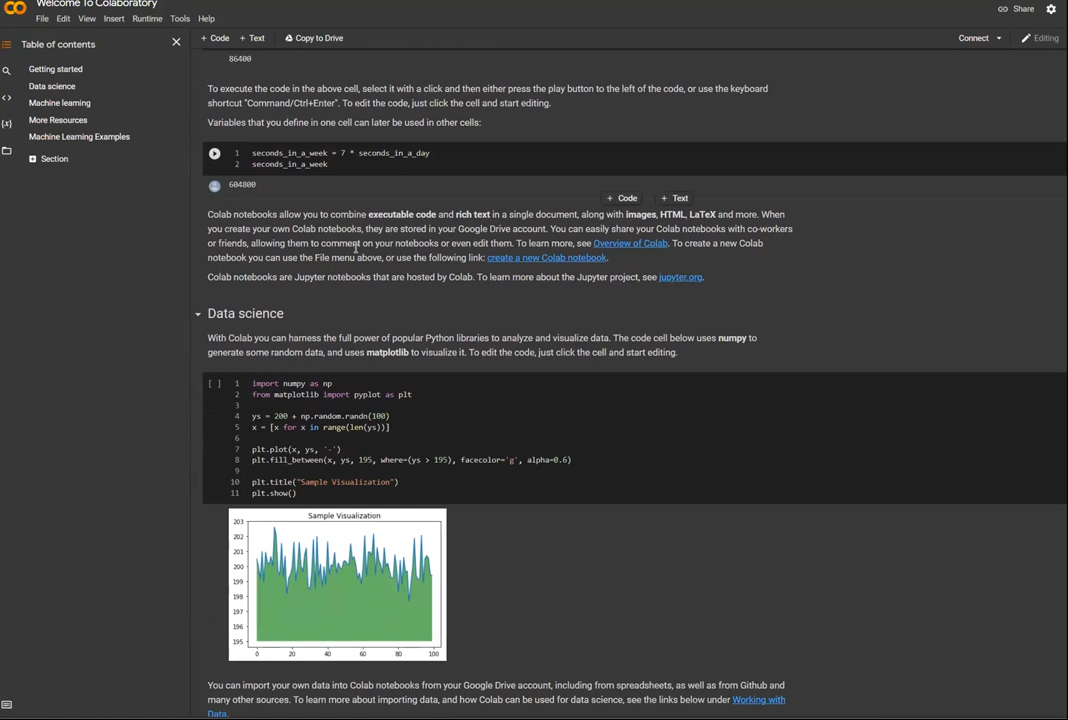 Welcome To Colaboratory
File Edit View Insert Runtime Tools Help
Share
Table of contents
+ Code + Text Copy to Drive
Connect
Editing
Getting started
Data science
Machine learning
More Resources
Machine Learning Examples
Section
86400
To execute the code in the above cell, select it with a click and then either press the play button to the left of the code, or use the keyboard
shortcut "Command/Ctrl+Enter". To edit the code, just click the cell and start editing.
Variables that you define in one cell can later be used in other cells:
1 seconds_in_a_week = 7 * seconds_in_a_day
2 seconds_in_a_week
604800
+ Code + Text
Colab notebooks allow you to combine executable code and rich text in a single document, along with images, HTML, LaTeX and more. When
you create your own Colab notebooks, they are stored in your Google Drive account. You can easily share your Colab notebooks with co-workers
or friends, allowing them to comment on your notebooks or even edit them. To learn more, see Overview of Colab. To create a new Colab
notebook you can use the File menu above, or use the following link: create a new Colab notebook.
Colab notebooks are Jupyter notebooks that are hosted by Colab. To learn more about the Jupyter project, see jupyter.org.
Data science
With Colab you can harness the full power of popular Python libraries to analyze and visualize data. The code cell below uses numpy to
generate some random data, and uses matplotlib to visualize it. To edit the code, just click the cell and start editing.
[ ] 1 import numpy as np
2 from matplotlib import pyplot as plt
3
4 ys = 200 + np.random.randn(100)
5 x = [x for x in range(len(ys))]
6
7 plt.plot(x, ys, '-')
8 plt.fill_between(x, ys, 195, where=(ys > 195), facecolor='g', alpha=0.6)
9
10 plt.title("Sample Visualization")
11 plt.show()
Sample Visualization
203
202
201
200
199
198
197
196
195
0 20 40 60 80 100
You can import your own data into Colab notebooks from your Google Drive account, including from spreadsheets, as well as from Github and
many other sources. To learn more about importing data, and how Colab can be used for data science, see the links below under Working with
Data.